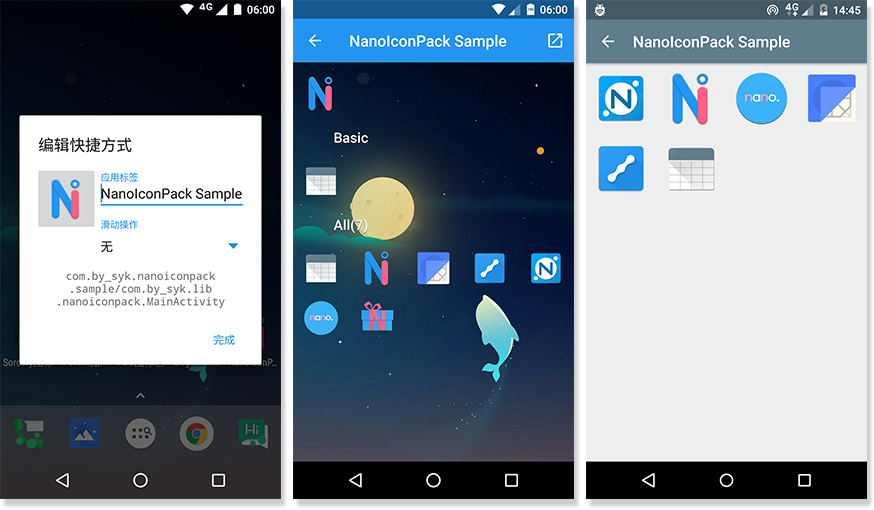 4G 06:00
编辑快捷方式
应用标签
NanoIconPack Sample
滑动操作
无
com.by_syk.nanoiconpack
.sample/com.by_syk.lib
.nanoiconpack.MainActivity
完成
Hi
06:00
NanoIconPack Sample
Basic
All(7)
nano.
4G 14:45
NanoIconPack Sample
nano.